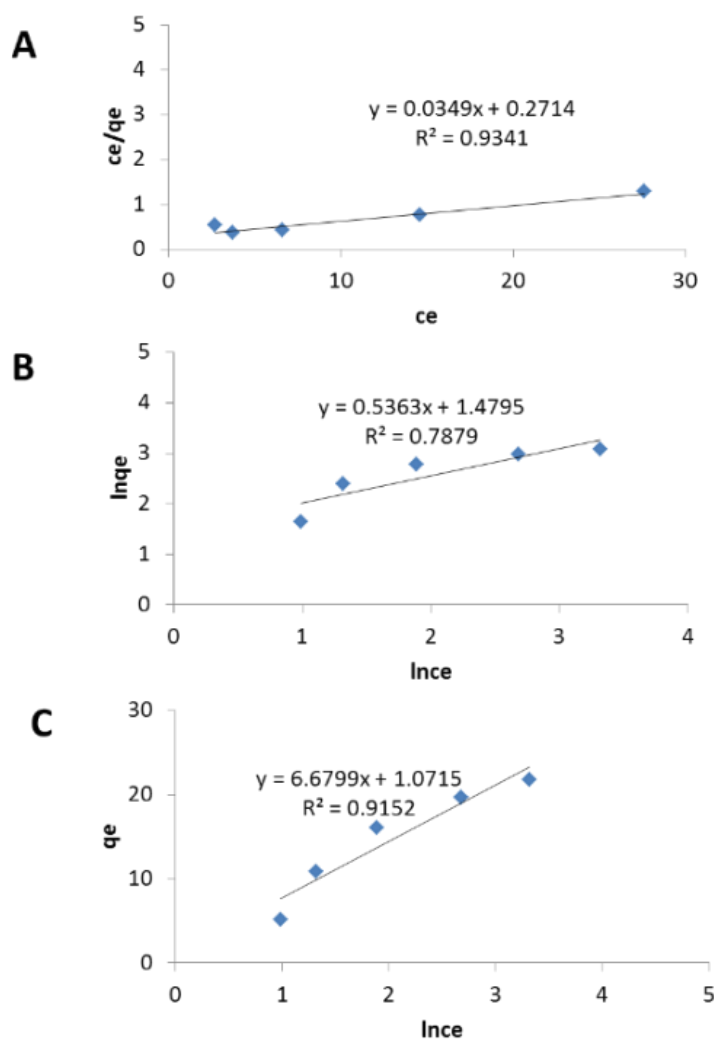 A
5
4
3
2
1
0
ce/qe
y = 0.0349x + 0.2714
R² = 0.9341
0 10 20 30
ce
B
5
4
3
2
1
0
lnqe
y = 0.5363x + 1.4795
R² = 0.7879
0 1 2 3 4
lnce
C
30
20
10
0
qe
y = 6.6799x + 1.0715
R² = 0.9152
0 1 2 3 4 5
lnce